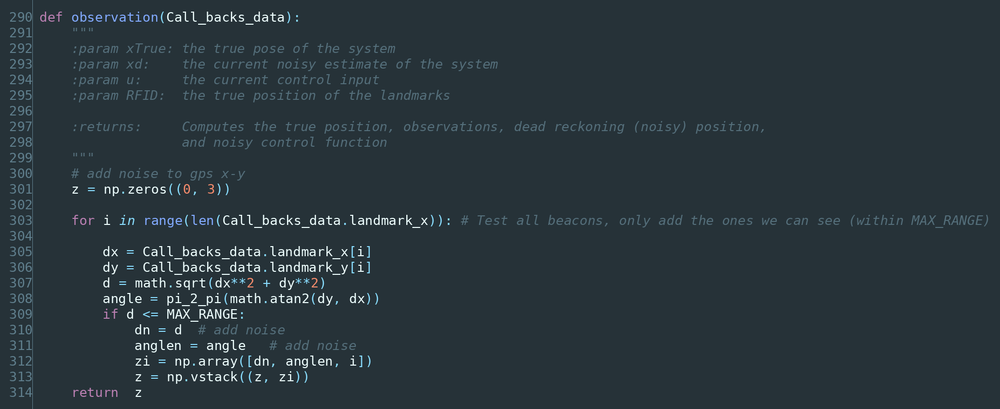 290 def observation(Call_backs_data):
291     """
292     :param xTrue: the true pose of the system
293     :param xd:    the current noisy estimate of the system
294     :param u:     the current control input
295     :param RFID:  the true position of the landmarks
296
297     :returns:     Computes the true position, observations, dead reckoning (noisy) position,
298                   and noisy control function
299     """
300     # add noise to gps x-y
301     z = np.zeros((0, 3))
302
303     for i in range(len(Call_backs_data.landmark_x)): # Test all beacons, only add the ones we can see (within MAX_RANGE)
304
305         dx = Call_backs_data.landmark_x[i]
306         dy = Call_backs_data.landmark_y[i]
307         d = math.sqrt(dx**2 + dy**2)
308         angle = pi_2_pi(math.atan2(dy, dx))
309         if d <= MAX_RANGE:
310             dn = d  # add noise
311             anglen = angle   # add noise
312             zi = np.array([dn, anglen, i])
313             z = np.vstack((z, zi))
314     return  z